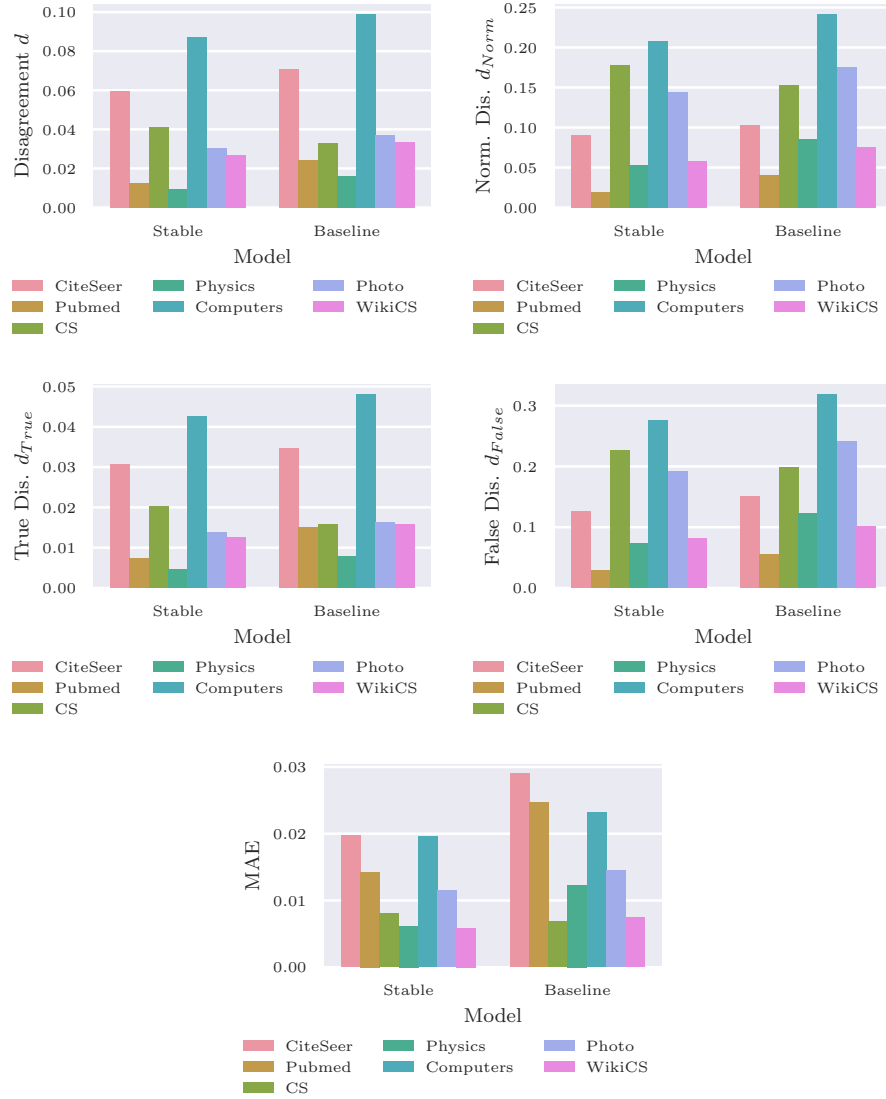 Disagreement d
0.10
0.08
0.06
0.04
0.02
0.00
Stable Baseline
Model
CiteSeer Physics Photo
Pubmed Computers WikiCS
CS
Norm. Dis. d_Norm
0.25
0.20
0.15
0.10
0.05
0.00
Stable Baseline
Model
CiteSeer Physics Photo
Pubmed Computers WikiCS
CS
True Dis. d_True
0.05
0.04
0.03
0.02
0.01
0.00
Stable Baseline
Model
CiteSeer Physics Photo
Pubmed Computers WikiCS
CS
False Dis. d_False
0.3
0.2
0.1
0.0
Stable Baseline
Model
CiteSeer Physics Photo
Pubmed Computers WikiCS
CS
MAE
0.03
0.02
0.01
0.00
Stable Baseline
Model
CiteSeer Physics Photo
Pubmed Computers WikiCS
CS